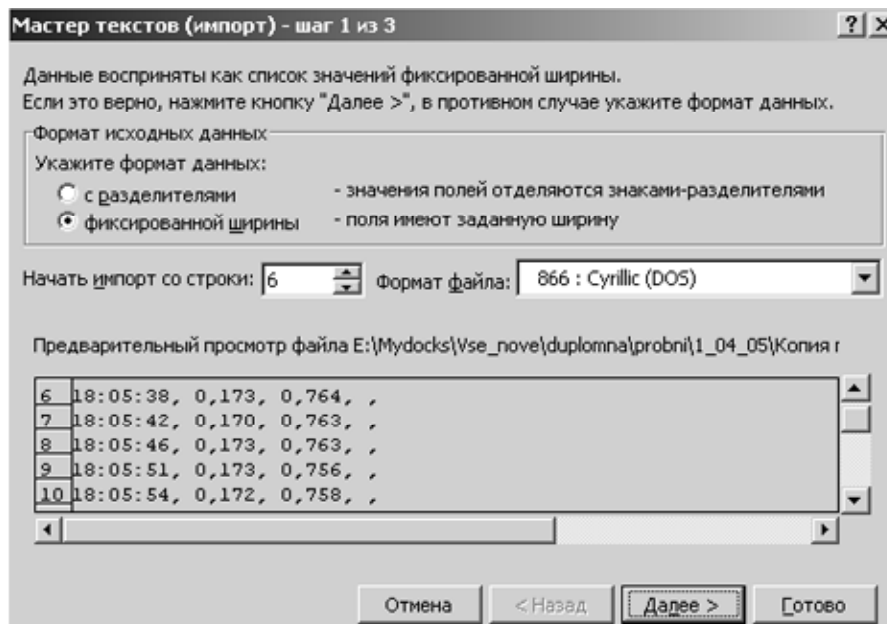 Мастер текстов (импорт) - шаг 1 из 3
Данные восприняты как список значений фиксированной ширины.
Если это верно, нажмите кнопку "Далее >", в противном случае укажите формат данных.
Формат исходных данных
Укажите формат данных:
с разделителями - значения полей отделяются знаками-разделителями
фиксированной ширины - поля имеют заданную ширину
Начать импорт со строки: 6 Формат файла: 866 : Cyrillic (DOS)
Предварительный просмотр файла E:\Mydocks\Vse_nove\duplomna\probni\1_04_05\Копия г
6 18:05:38, 0,173, 0,764, ,
7 18:05:42, 0,170, 0,763, ,
8 18:05:46, 0,173, 0,763, ,
9 18:05:51, 0,173, 0,756, ,
10 18:05:54, 0,172, 0,758, ,
Отмена < Назад Далее > Готово